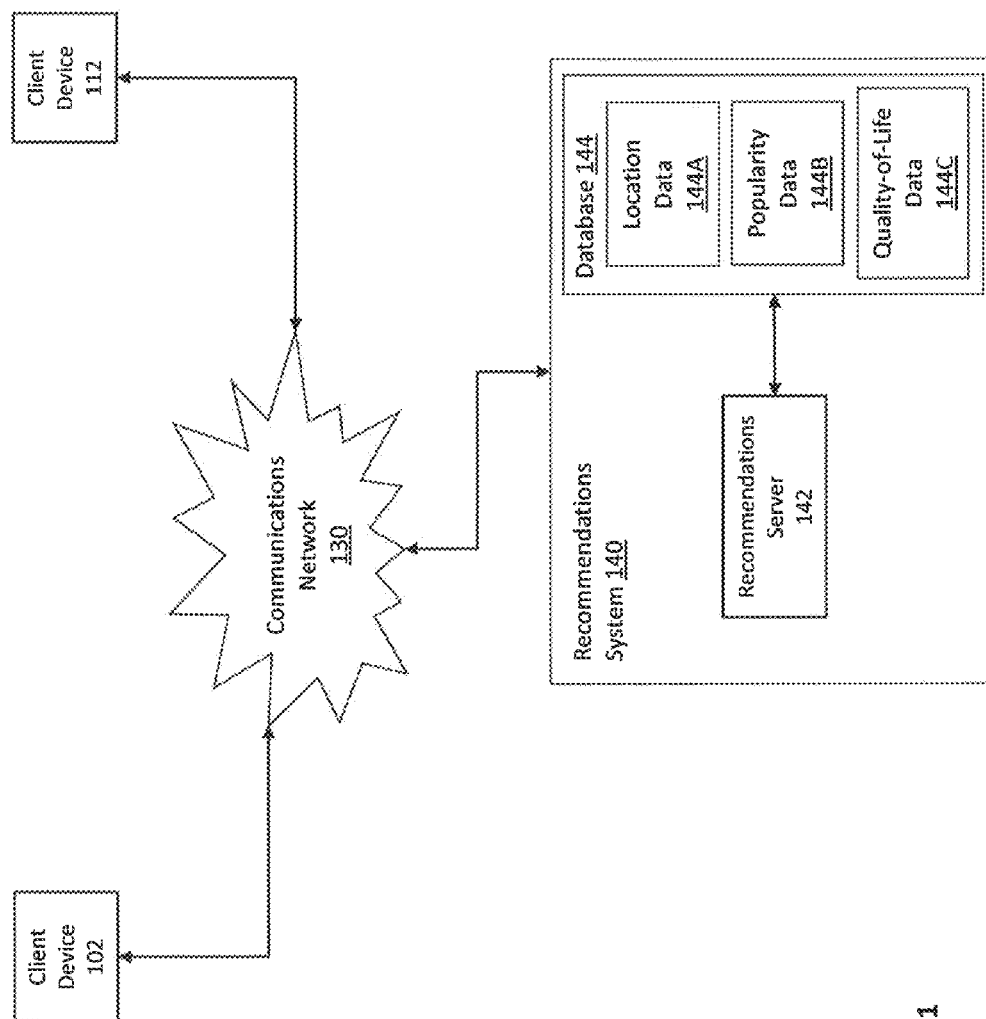 Client
Device
102
Client
Device
112
Communications
Network
130
Recommendations
System 140
Recommendations
Server
142
Database 144
Location
Data
144A
Popularity
Data
144B
Quality-of-Life
Data
144C
1